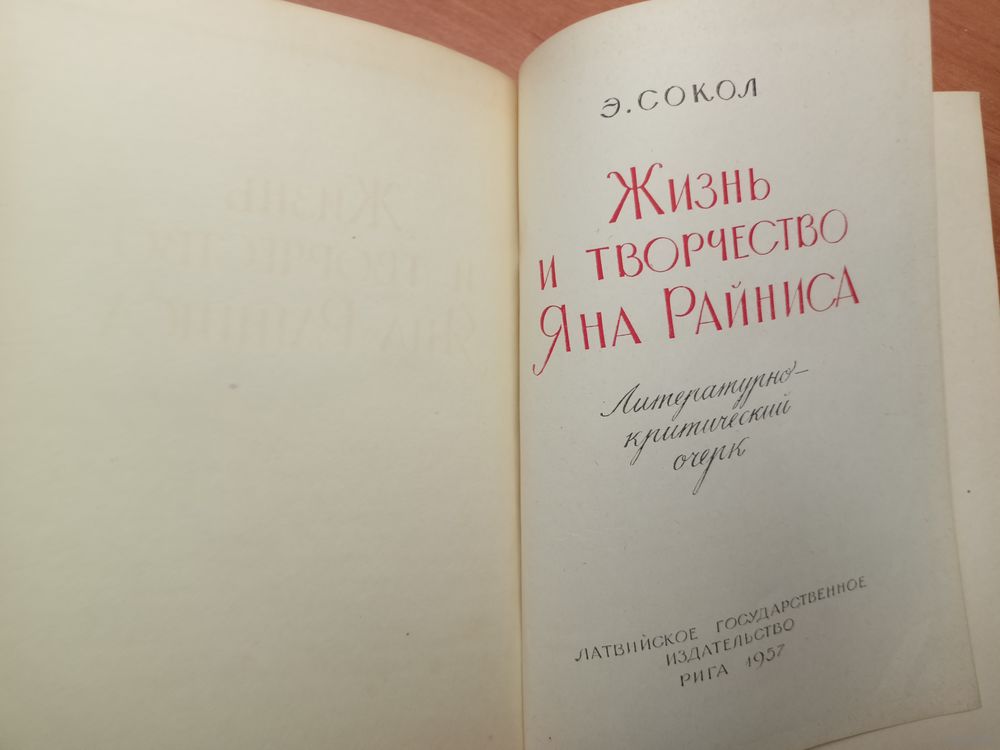 Э. СОКОЛ
Жизнь
и творчество
Яна Райниса
Литературно-
критический
очерк
ЛАТВИЙСКОЕ ГОСУДАРСТВЕННОЕ
ИЗДАТЕЛЬСТВО
РИГА 1957